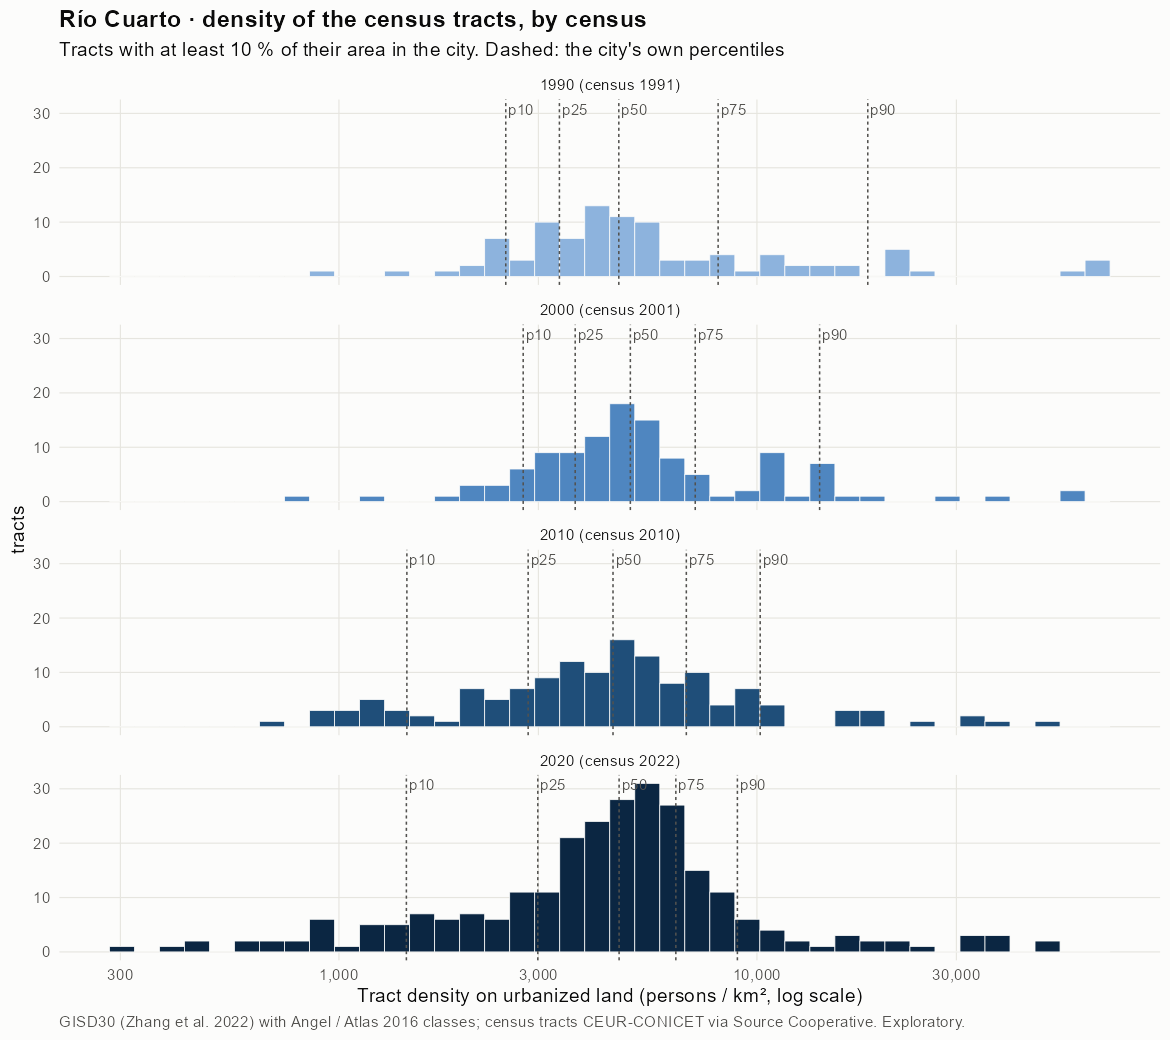 Río Cuarto · density of the census tracts, by census
Tracts with at least 10 % of their area in the city. Dashed: the city's own percentiles
1990 (census 1991)
p10 p25 p50 p75 p90
30
20
10
0
2000 (census 2001)
p10 p25 p50 p75 p90
30
20
10
0
tracts
2010 (census 2010)
p10 p25 p50 p75 p90
30
20
10
0
2020 (census 2022)
p10 p25 p50 p75 p90
30
20
10
0
300 1,000 3,000 10,000 30,000
Tract density on urbanized land (persons / km², log scale)
GISD30 (Zhang et al. 2022) with Angel / Atlas 2016 classes; census tracts CEUR-CONICET via Source Cooperative. Exploratory.